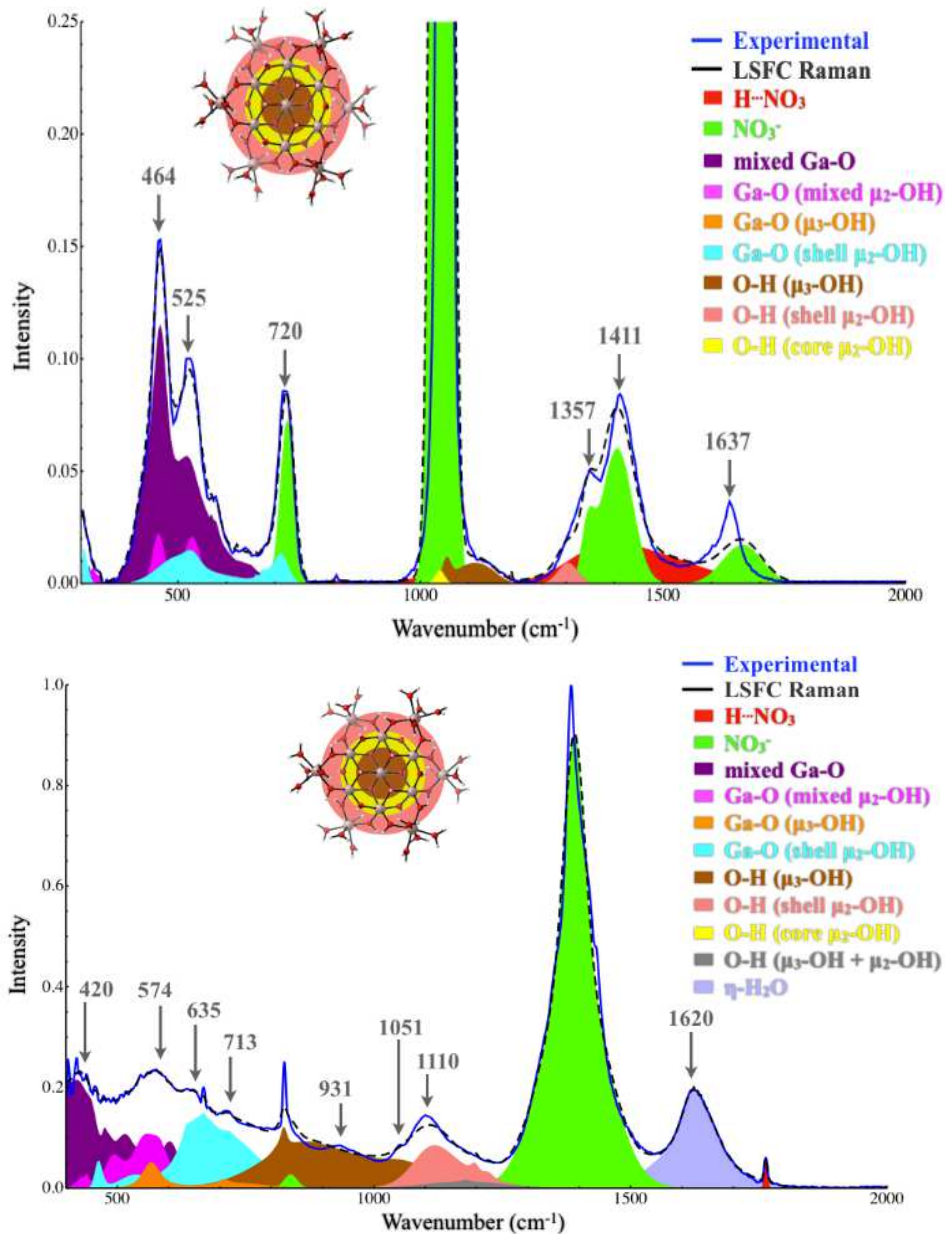 0.25
0.20
0.15
0.10
0.05
0.00
Intensity
464
525
720
1357
1411
1637
Experimental
LSFC Raman
H···NO₃
NO₃⁻
mixed Ga-O
Ga-O (mixed μ₂-OH)
Ga-O (μ₃-OH)
Ga-O (shell μ₂-OH)
O-H (μ₃-OH)
O-H (shell μ₂-OH)
O-H (core μ₂-OH)
500
1000
1500
2000
Wavenumber (cm⁻¹)
1.0
0.8
0.6
0.4
0.2
0.0
Intensity
420
574
635
713
931
1051
1110
1620
Experimental
LSFC Raman
H···NO₃
NO₃⁻
mixed Ga-O
Ga-O (mixed μ₂-OH)
Ga-O (μ₃-OH)
Ga-O (shell μ₂-OH)
O-H (μ₃-OH)
O-H (shell μ₂-OH)
O-H (core μ₂-OH)
O-H (μ₃-OH + μ₂-OH)
η-H₂O
500
1000
1500
2000
Wavenumber (cm⁻¹)